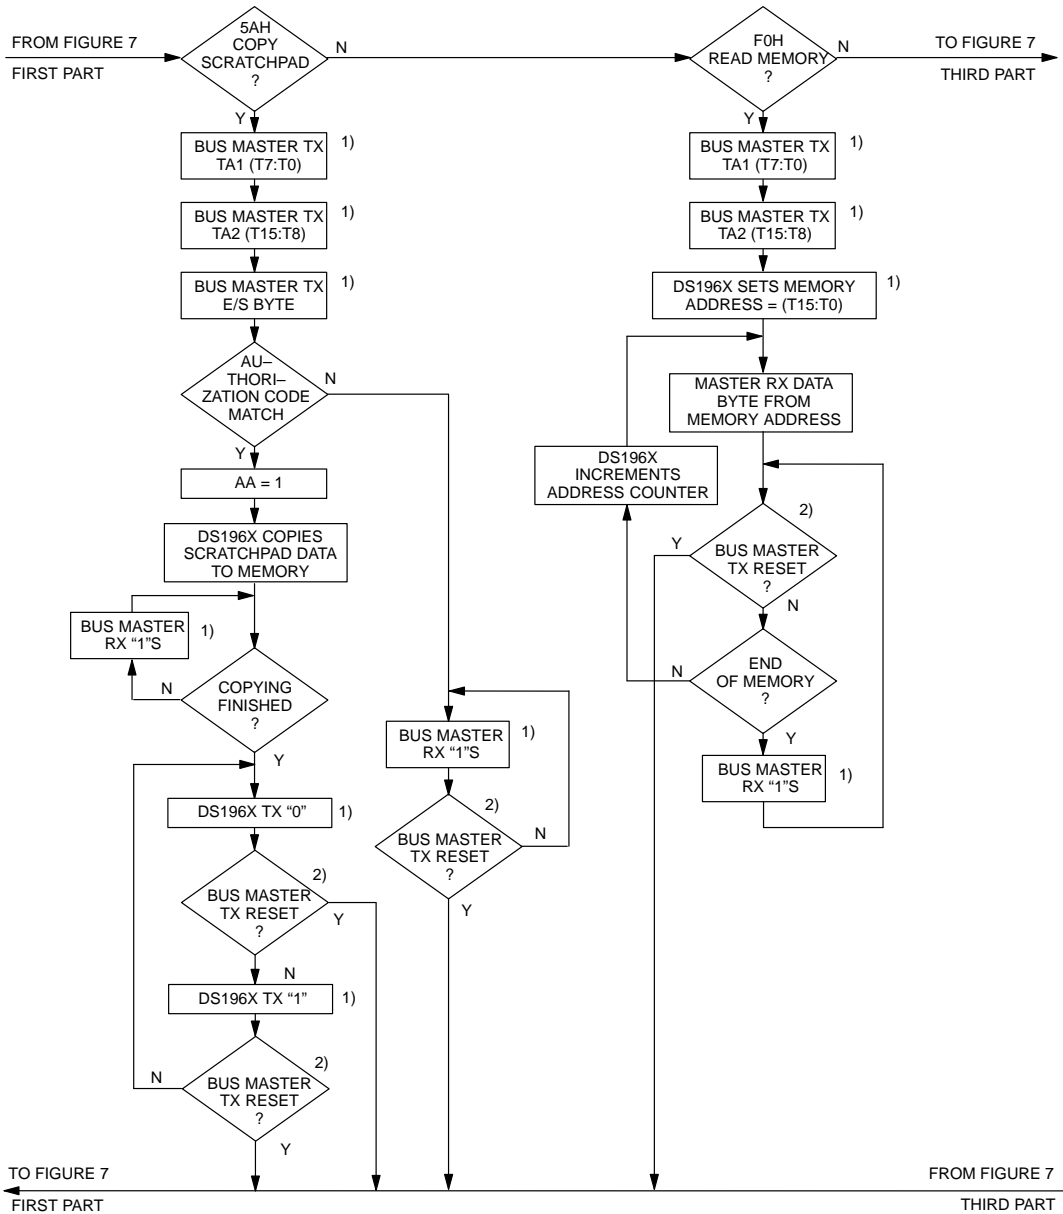 FROM FIGURE 7
FIRST PART
5AH
COPY
SCRATCHPAD
?
N
Y
BUS MASTER TX
TA1 (T7:T0)
1)
BUS MASTER TX
TA2 (T15:T8)
1)
BUS MASTER TX
E/S BYTE
1)
AU–
THORI–
ZATION CODE
MATCH
N
Y
AA = 1
DS196X COPIES
SCRATCHPAD DATA
TO MEMORY
BUS MASTER
RX “1”S
1)
COPYING
FINISHED
?
N
Y
DS196X TX “0”
1)
2)
BUS MASTER
TX RESET
?
Y
N
DS196X TX “1”
1)
2)
BUS MASTER
TX RESET
?
N
Y
BUS MASTER
RX “1”S
1)
2)
BUS MASTER
TX RESET
?
N
Y
F0H
READ MEMORY
?
N
Y
TO FIGURE 7
THIRD PART
BUS MASTER TX
TA1 (T7:T0)
1)
BUS MASTER TX
TA2 (T15:T8)
1)
DS196X SETS MEMORY
ADDRESS = (T15:T0)
1)
MASTER RX DATA
BYTE FROM
MEMORY ADDRESS
DS196X
INCREMENTS
ADDRESS COUNTER
2)
BUS MASTER
TX RESET
?
Y
N
END
OF MEMORY
?
N
Y
BUS MASTER
RX “1”S
1)
TO FIGURE 7
FIRST PART
FROM FIGURE 7
THIRD PART